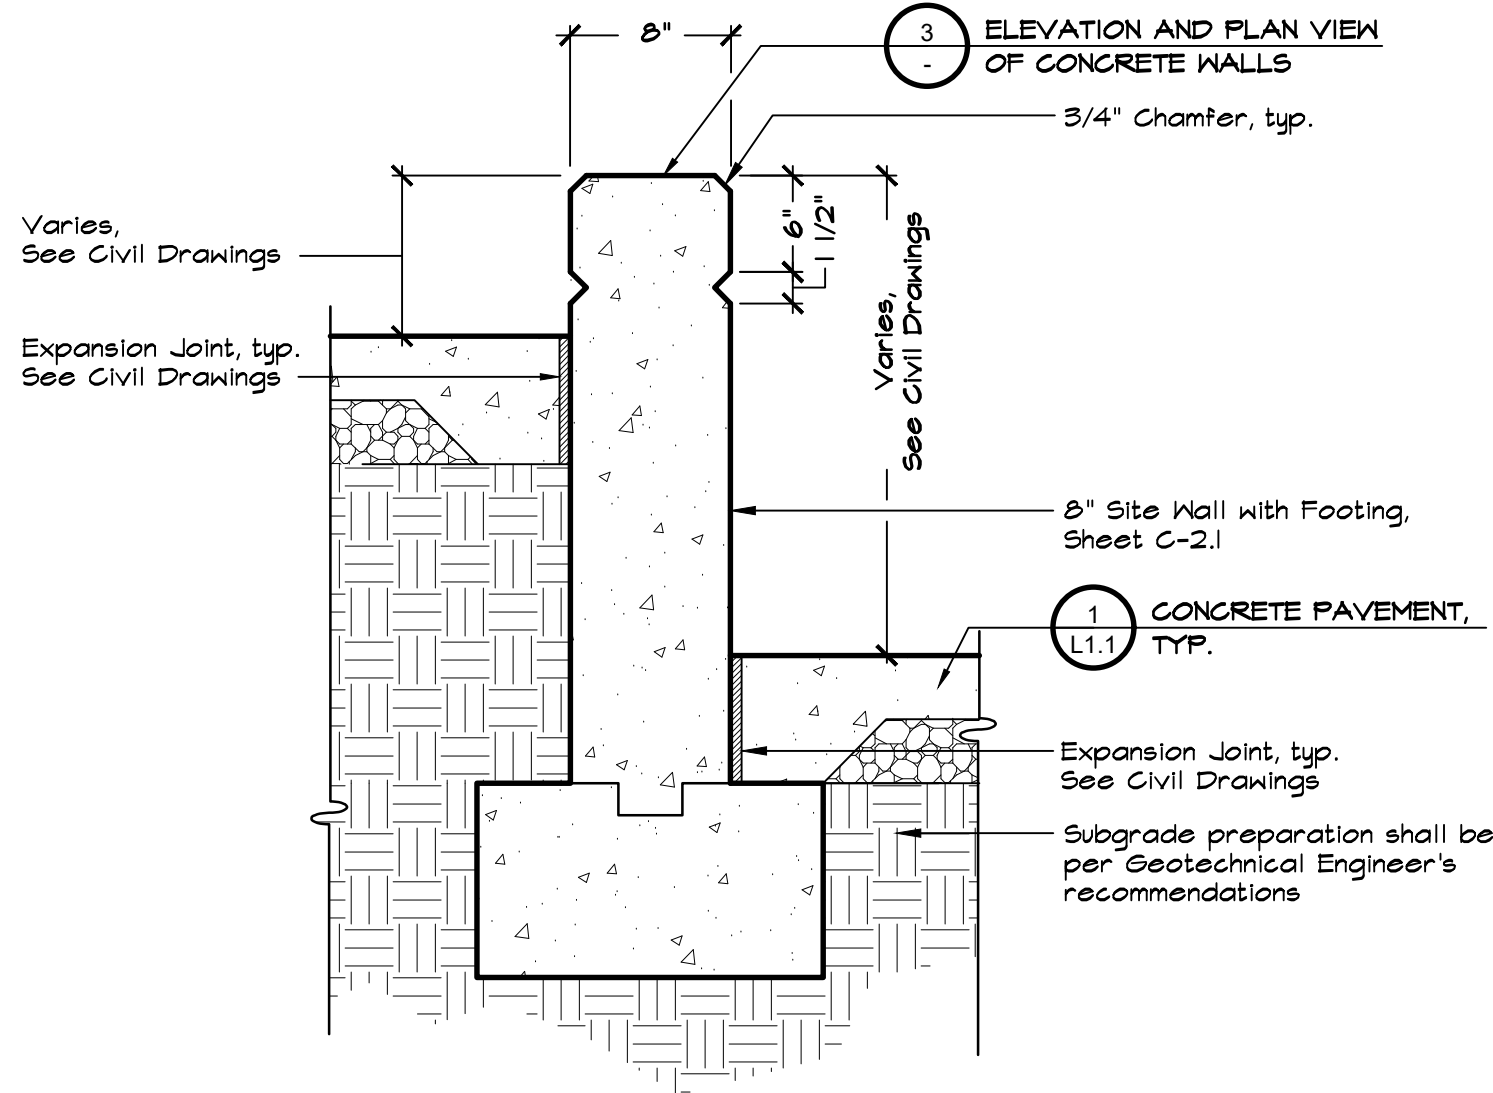 8"
3
-
ELEVATION AND PLAN VIEW
OF CONCRETE WALLS
3/4" Chamfer, typ.
6"
1 1/2"
Varies,
See Civil Drawings
Varies,
See Civil Drawings
Expansion Joint, typ.
See Civil Drawings
8" Site Wall with Footing,
Sheet C-2.1
1
L1.1
CONCRETE PAVEMENT,
TYP.
Expansion Joint, typ.
See Civil Drawings
Subgrade preparation shall be
per Geotechnical Engineer's
recommendations